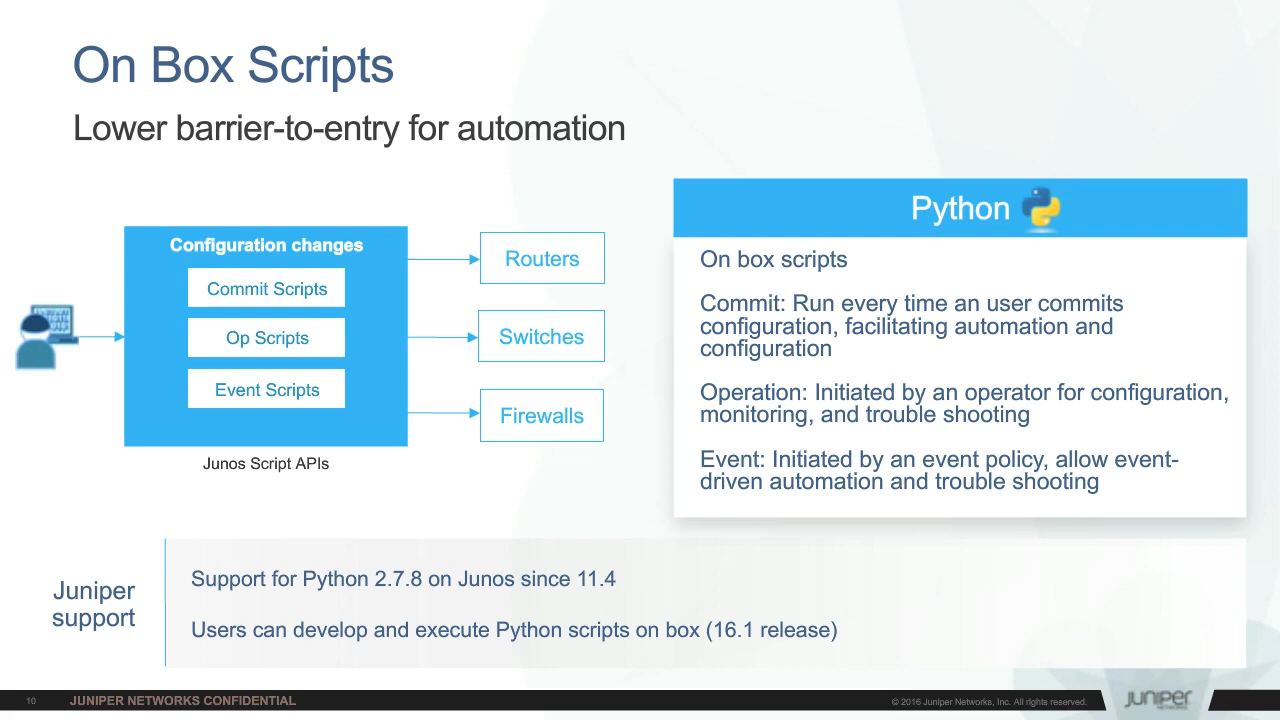 On Box Scripts
Lower barrier-to-entry for automation
Configuration changes
Commit Scripts
Op Scripts
Event Scripts
Junos Script APIs
Routers
Switches
Firewalls
Python
On box scripts
Commit: Run every time an user commits
configuration, facilitating automation and
configuration
Operation: Initiated by an operator for configuration,
monitoring, and trouble shooting
Event: Initiated by an event policy, allow event-
driven automation and trouble shooting
Juniper
support
Support for Python 2.7.8 on Junos since 11.4
Users can develop and execute Python scripts on box (16.1 release)
10
JUNIPER NETWORKS CONFIDENTIAL
© 2016 Juniper Networks, Inc. All rights reserved.
JUNIPER
NETWORKS